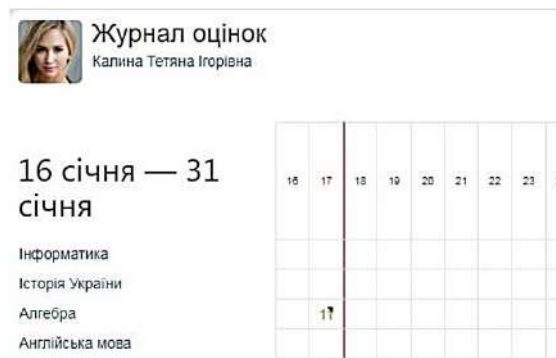 Журнал оцінок
Калина Тетяна Ігорівна
16 січня — 31
січня
16 17 18 19 20 21 22 23
Інформатика
Історія України
Алгебра 11
Англійська мова